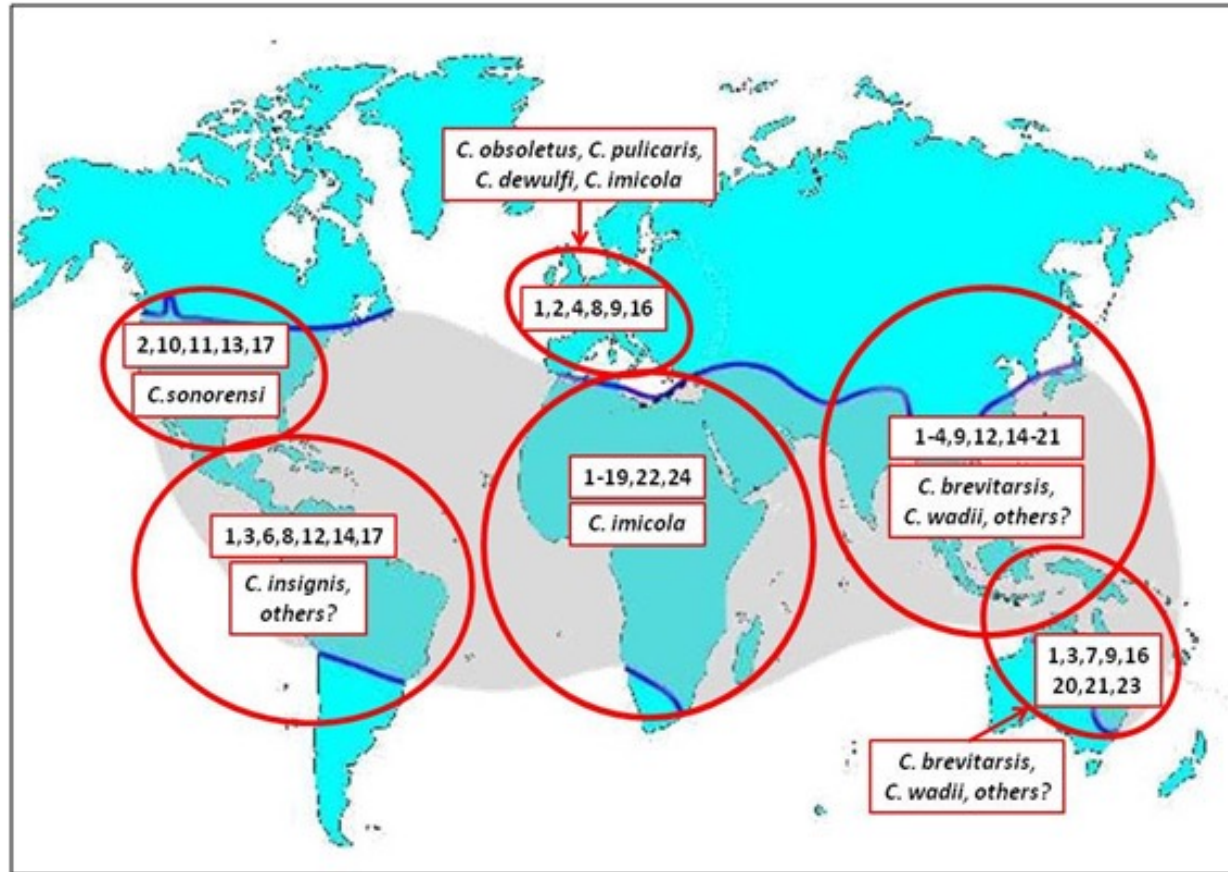 C. obsoletus, C. pulicaris,
C. dewulfi, C. imicola
1,2,4,8,9,16
2,10,11,13,17
C.sonorensi
1-19,22,24
C. imicola
1-4,9,12,14-21
C. brevitarsis,
C. wadii, others?
1,3,6,8,12,14,17
C. insignis,
others?
1,3,7,9,16
20,21,23
C. brevitarsis,
C. wadii, others?